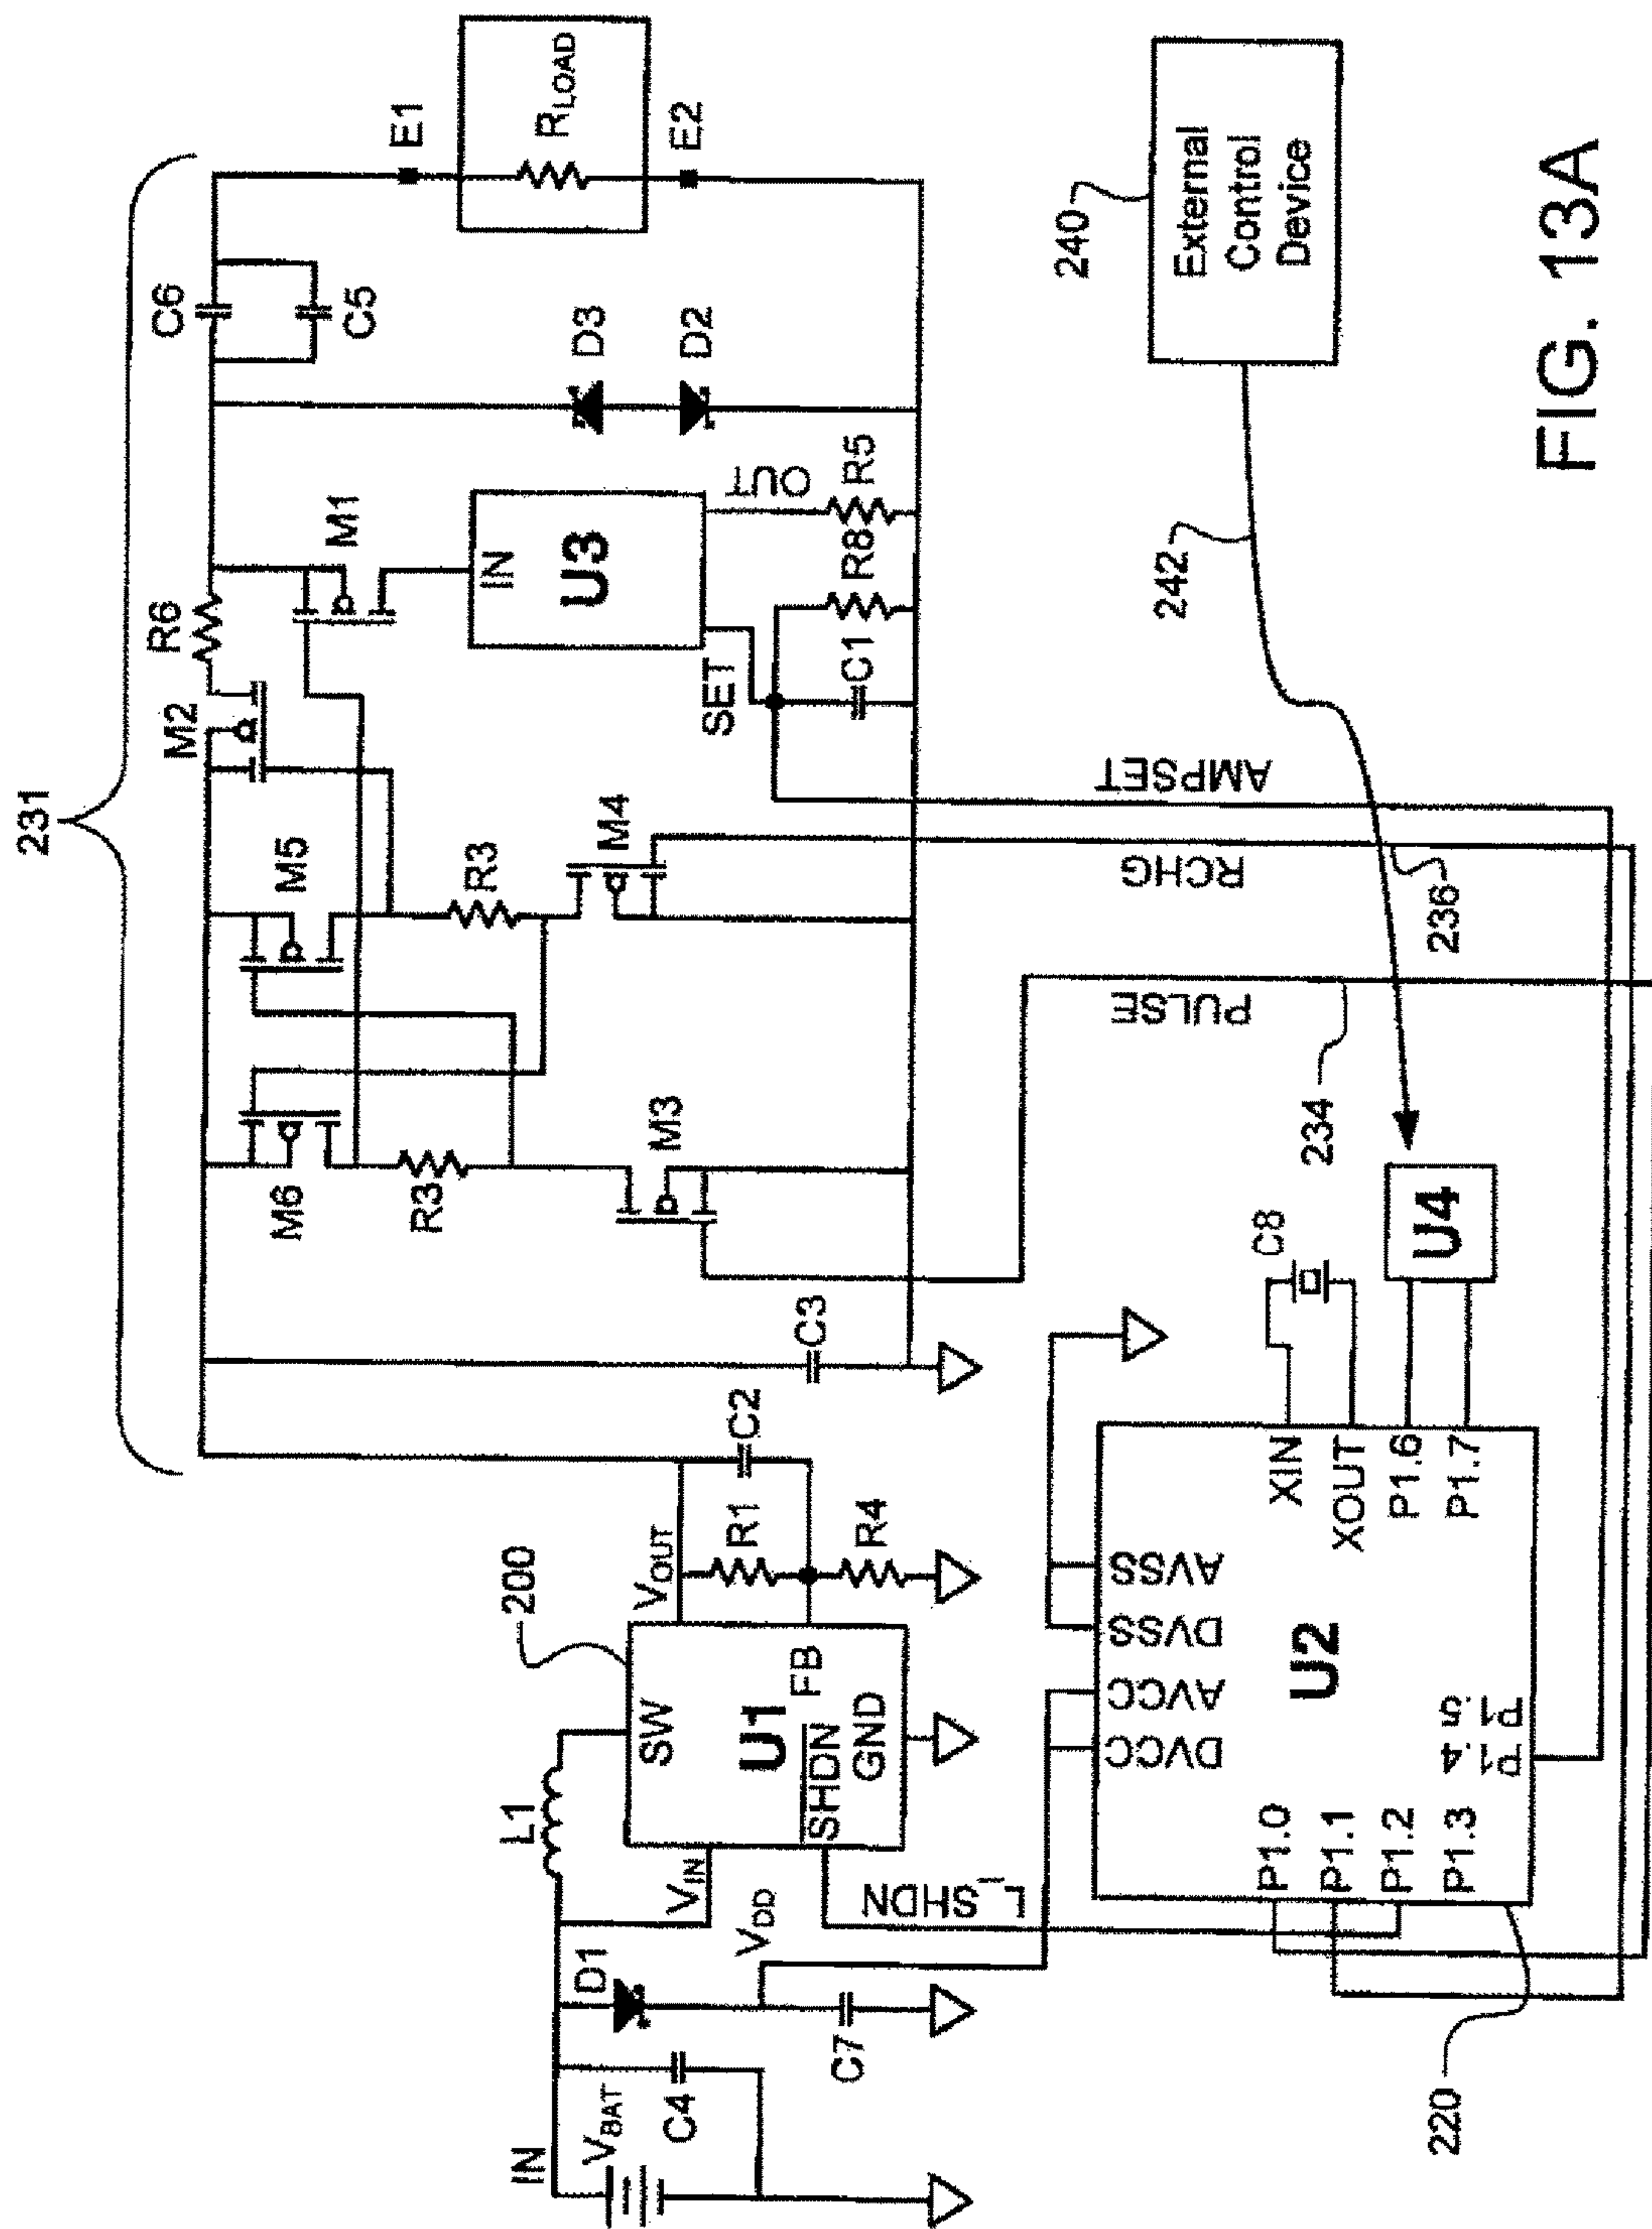 231
IN
V_BAT
C4
D1
C7
V_DD
L1
V_IN
200
SW
U1
SHDN
FB
GND
L_SHDN
V_OUT
R1
C2
R4
C3
M6
R3
M3
M5
R3
M4
M2
R6
M1
IN
U3
SET
OUT
C1
R8
R5
D3
D2
C6
C5
E1
R_LOAD
E2
PULSE
RCHG
AMPSET
234
236
242
240
External
Control
Device
220
U2
DVCC
AVCC
DVSS
AVSS
P1.0
P1.1
P1.2
P1.3
P1.4
P1.5
XIN
XOUT
P1.6
P1.7
C8
U4
FIG. 13A